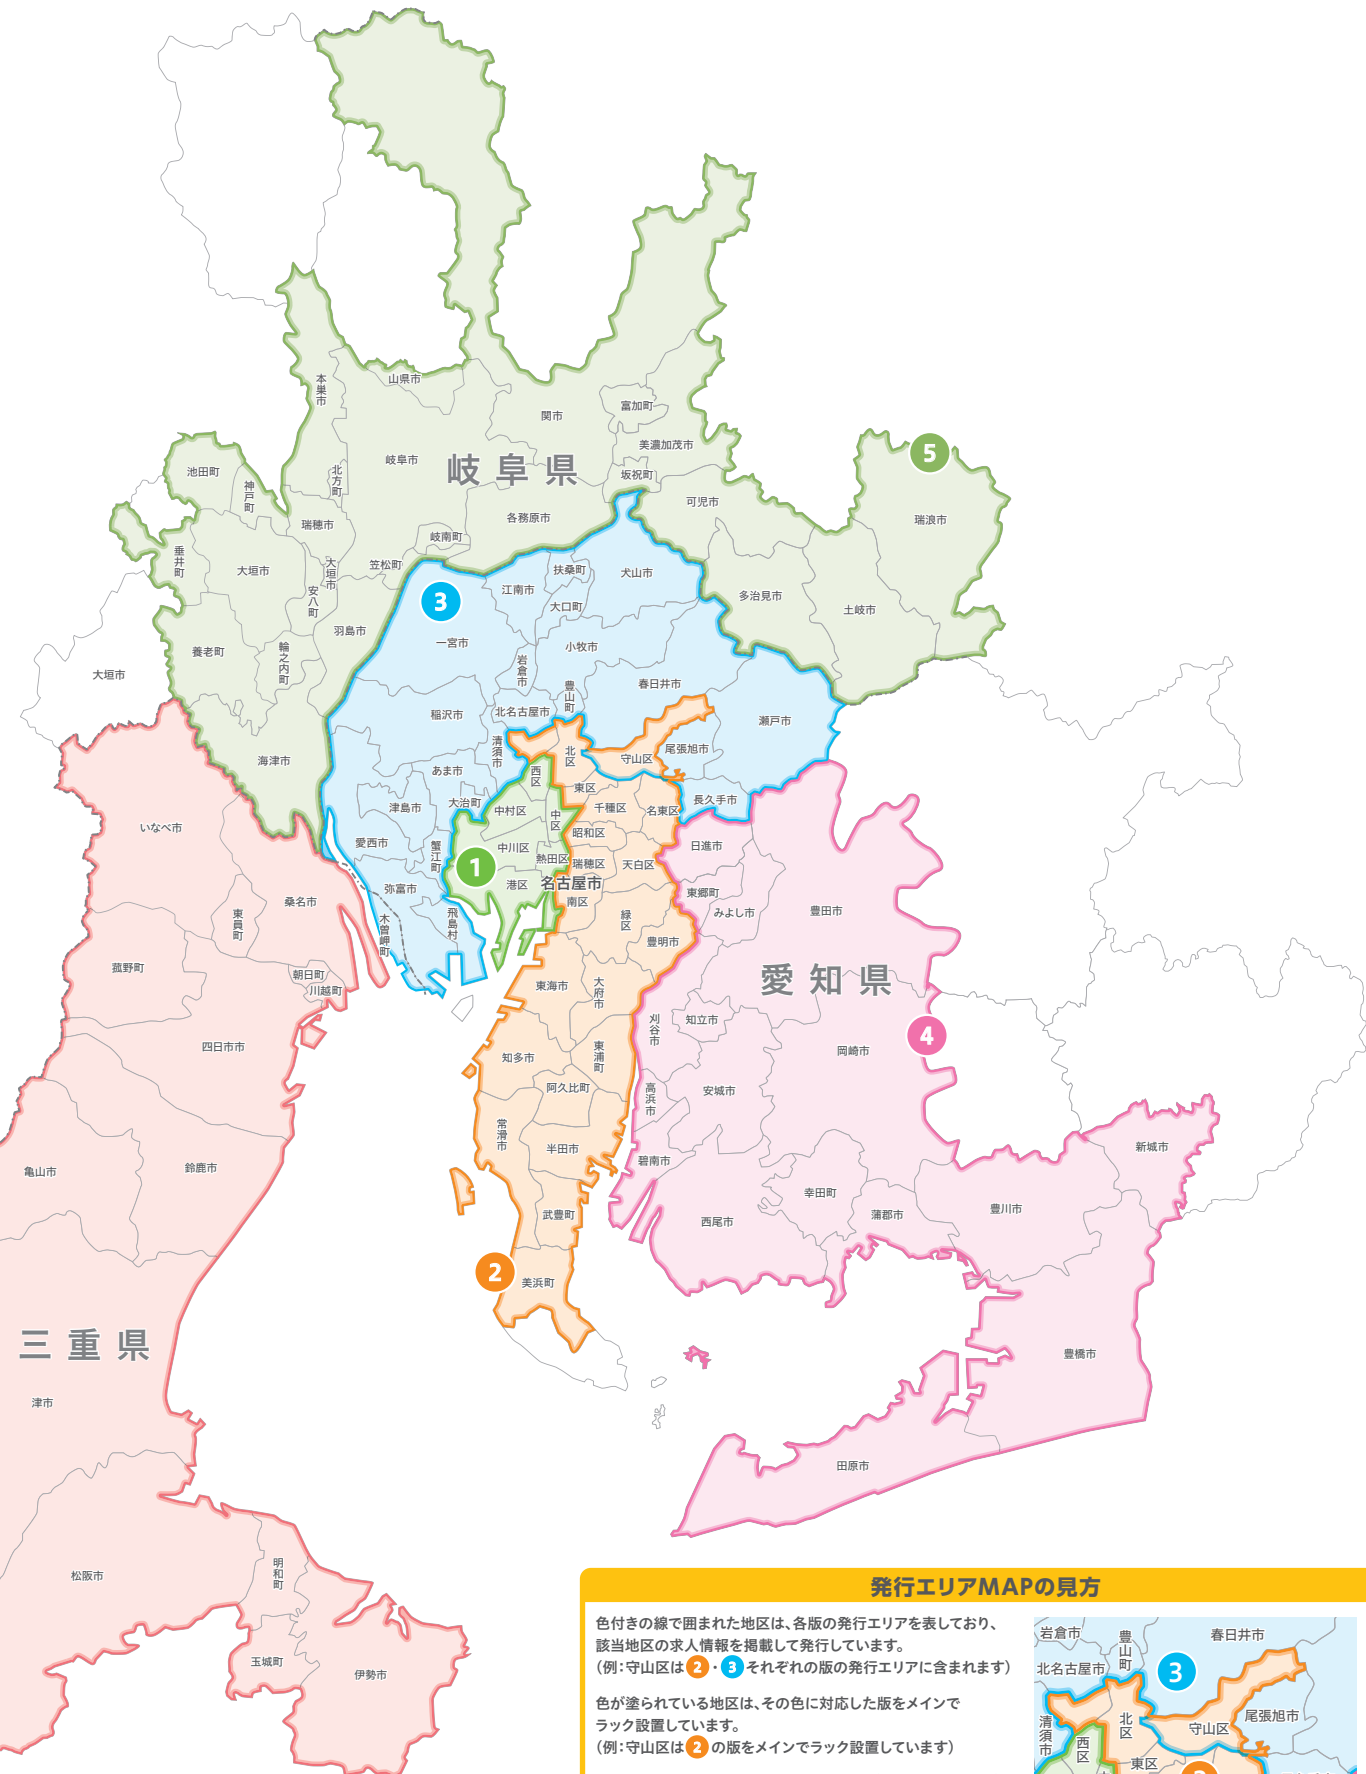 本巣市
山県市
関市
富加町
美濃加茂市
岐阜市
岐阜県
坂祝町
池田町
神戸町
北方町
可児市
5
瑞穂市
各務原市
岐南町
瑞浪市
垂井町
大垣市
大垣市
笠松町
安八町
扶桑町
犬山市
江南市
大口町
多治見市
土岐市
3
羽島市
一宮市
養老町
輪之内町
岩倉市
小牧市
大垣市
豊山町
春日井市
稲沢市
北名古屋市
瀬戸市
清須市
北区
守山区
尾張旭市
海津市
あま市
西区
東区
津島市
大治町
中村区
中区
千種区
名東区
長久手市
いなべ市
愛西市
蟹江町
中川区
昭和区
日進市
1
熱田区
瑞穂区
天白区
弥富市
港区
名古屋市
東郷町
桑名市
東員町
木曽岬町
飛島村
南区
緑区
みよし市
豊田市
豊明市
菰野町
朝日町
川越町
東海市
大府市
愛知県
四日市市
知多市
東浦町
刈谷市
知立市
岡崎市
4
阿久比町
高浜市
安城市
常滑市
半田市
碧南市
新城市
亀山市
鈴鹿市
武豊町
西尾市
幸田町
蒲郡市
豊川市
2
美浜町
三重県
豊橋市
津市
田原市
松阪市
明和町
玉城町
伊勢市
発行エリアMAPの見方
色付きの線で囲まれた地区は、各版の発行エリアを表しており、
該当地区の求人情報を掲載して発行しています。
（例：守山区は2・3それぞれの版の発行エリアに含まれます）
色が塗られている地区は、その色に対応した版をメインで
ラック設置しています。
（例：守山区は2の版をメインでラック設置しています）
岩倉市
豊山町
春日井市
北名古屋市
3
清須市
北区
守山区
尾張旭市
西区
東区